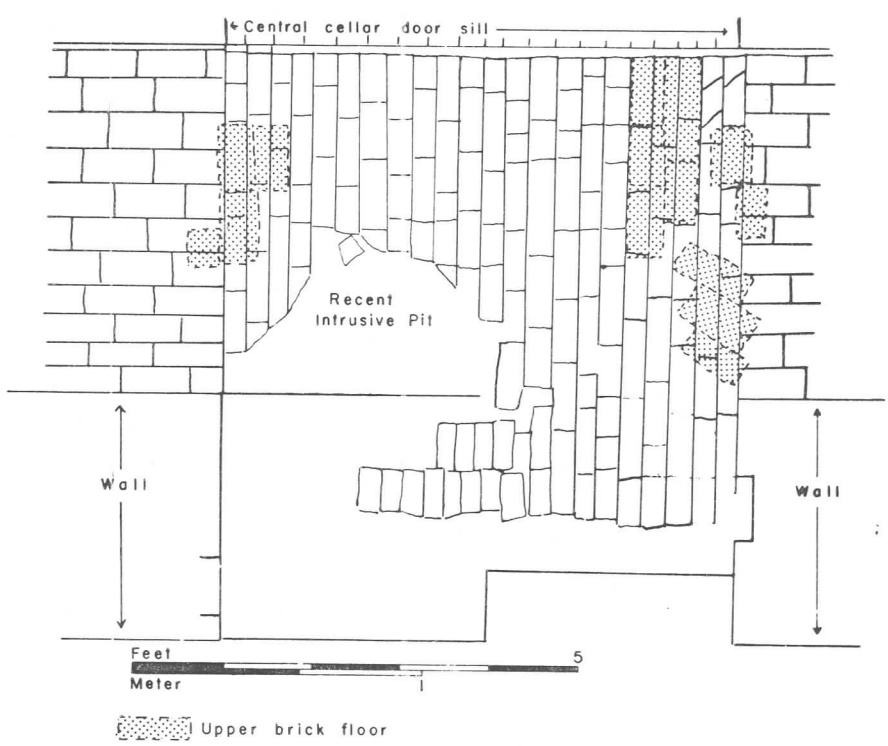 Central cellar door sill
Recent
Intrusive Pit
Wall
Wall
Feet
5
Meter
1
Upper brick floor